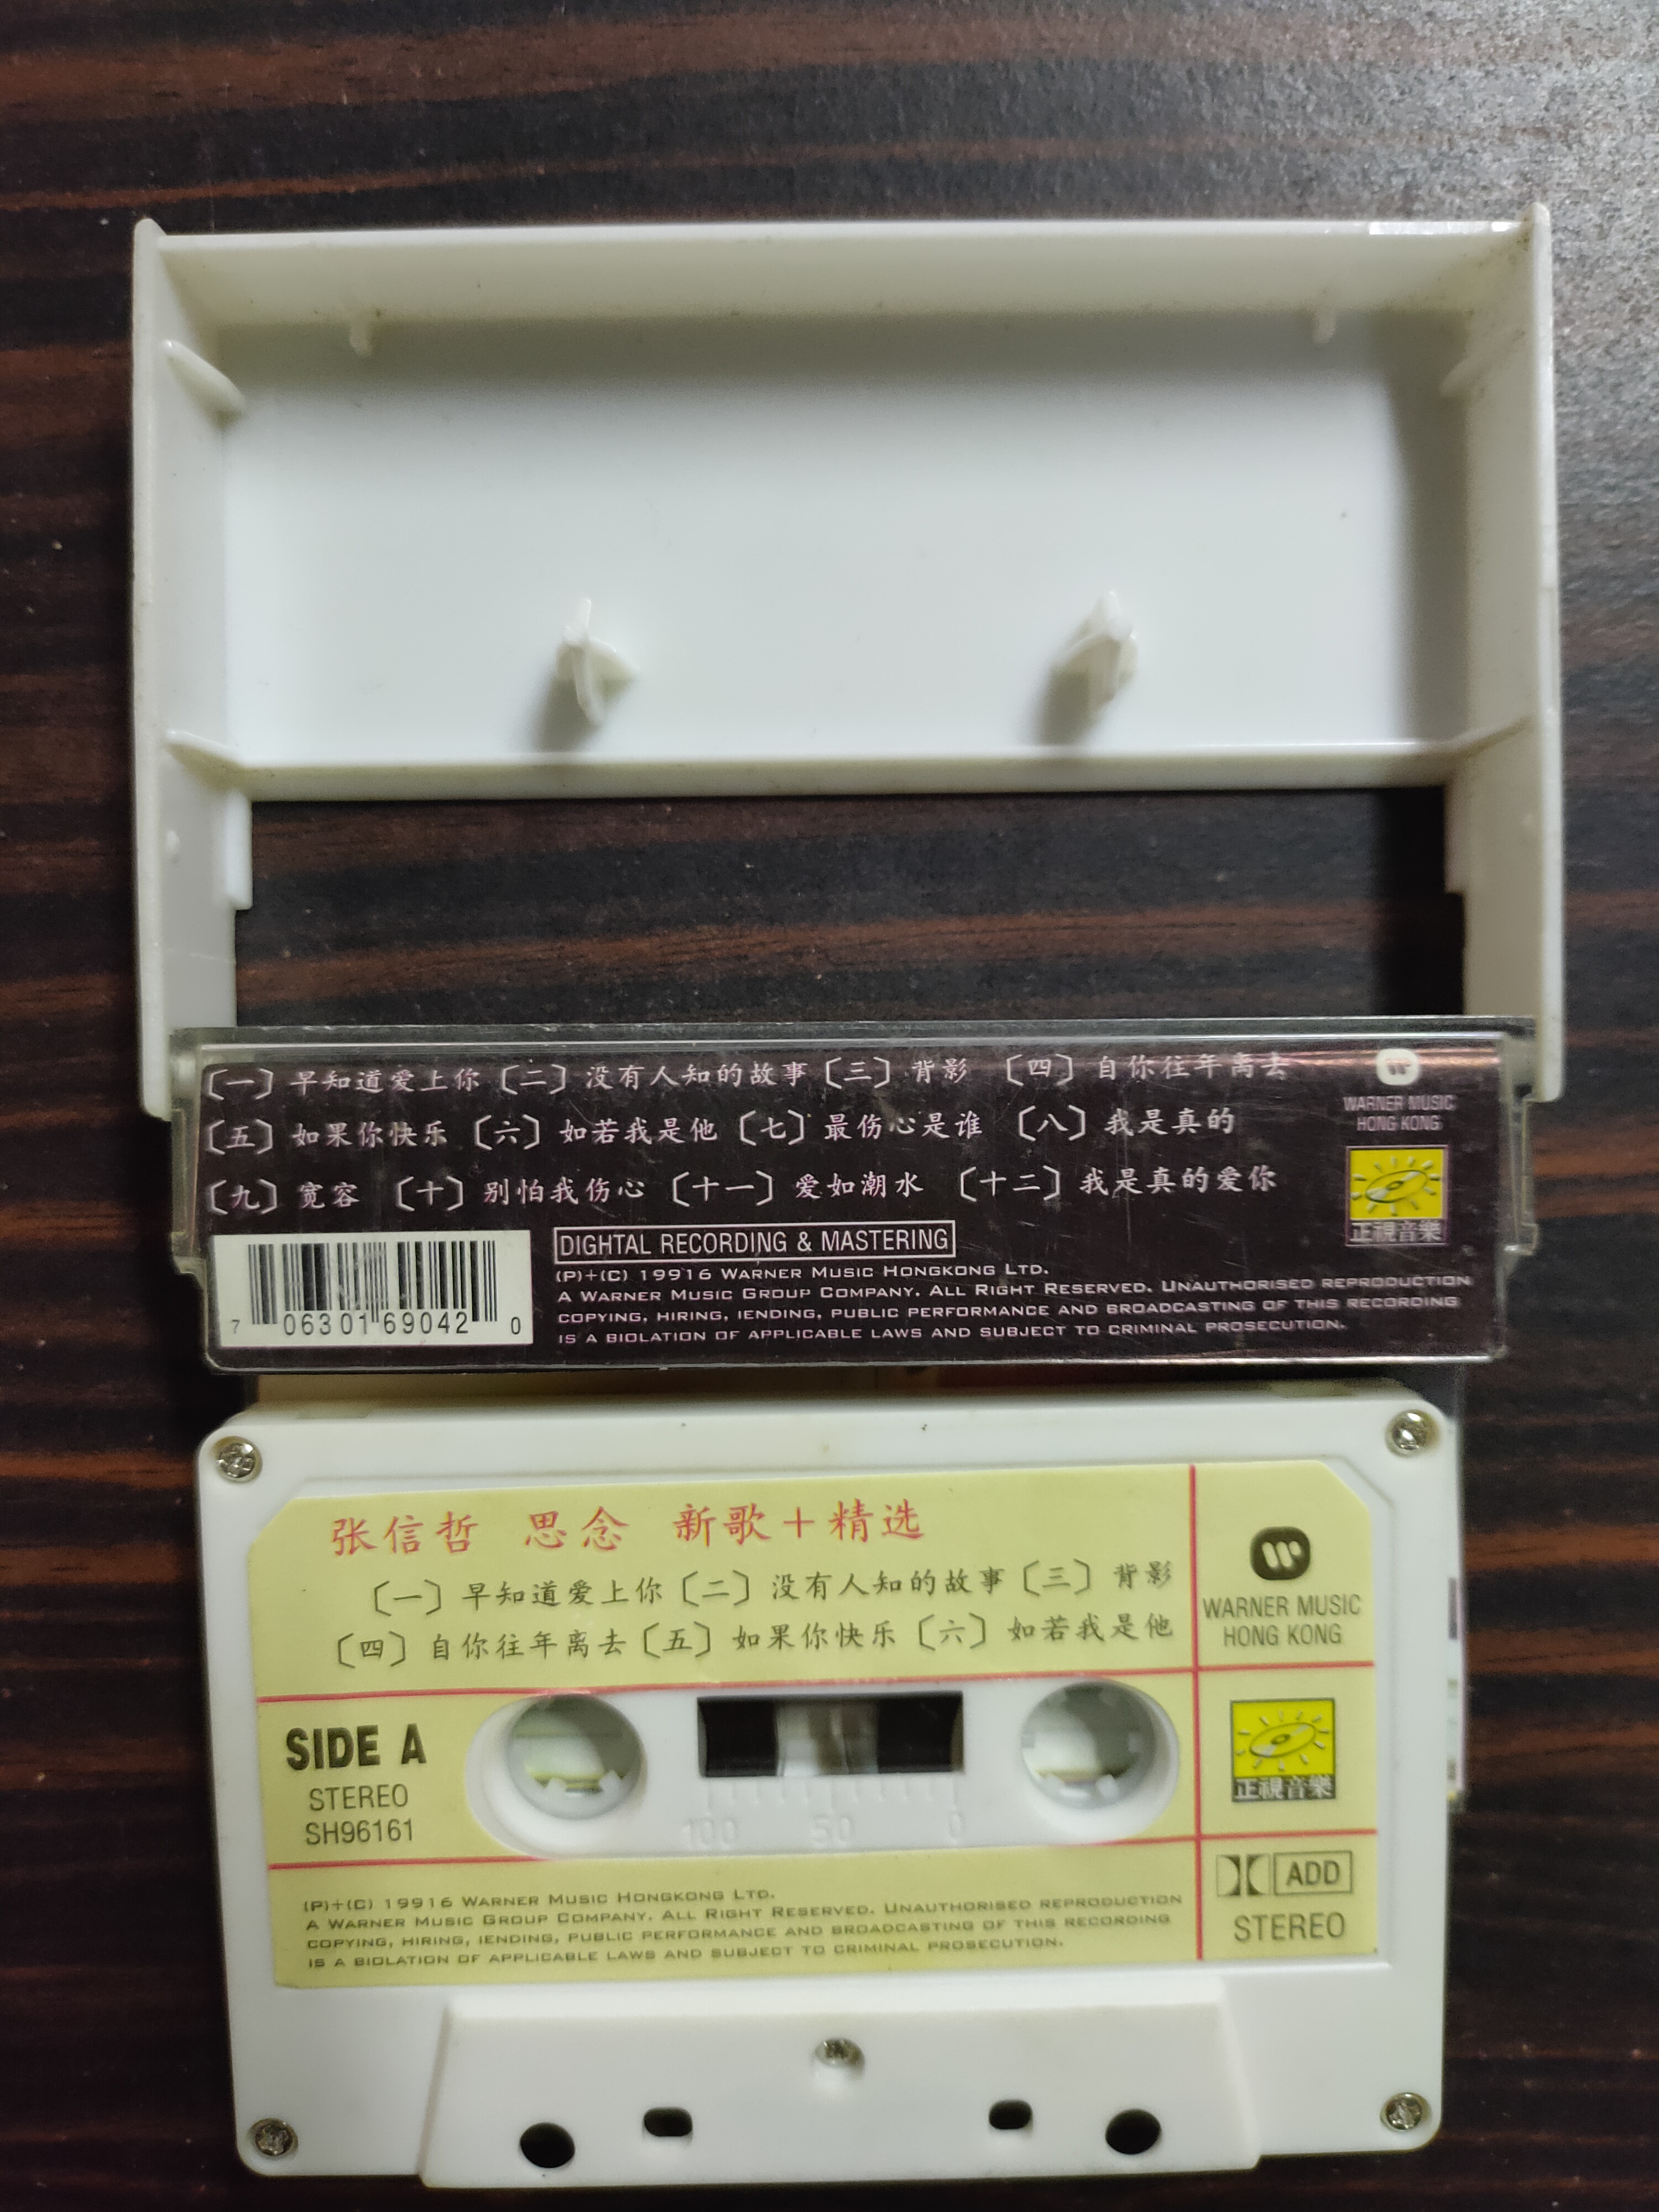 〔一〕早知道爱上你〔二〕没有人知的故事〔三〕背影 〔四〕自你往年离去
〔五〕如果你快乐〔六〕如若我是他〔七〕最伤心是谁 〔八〕我是真的
〔九〕宽容 〔十〕别怕我伤心〔十一〕爱如潮水 〔十二〕我是真的爱你
WARNER MUSIC
HONG KONG
正視音樂
DIGHTAL RECORDING & MASTERING
(P)+(C) 19916 WARNER MUSIC HONGKONG LTD.
A WARNER MUSIC GROUP COMPANY. ALL RIGHT RESERVED. UNAUTHORISED REPRODUCTION
COPYING, HIRING, IENDING, PUBLIC PERFORMANCE AND BROADCASTING OF THIS RECORDING
IS A BIOLATION OF APPLICABLE LAWS AND SUBJECT TO CRIMINAL PROSECUTION.
7 06301 69042 0
张信哲 思念 新歌+精选
〔一〕早知道爱上你〔二〕没有人知的故事〔三〕背影
〔四〕自你往年离去〔五〕如果你快乐〔六〕如若我是他
WARNER MUSIC
HONG KONG
SIDE A
STEREO
SH96161
100 50 0
正視音樂
ADD
STEREO
(P)+(C) 19916 WARNER MUSIC HONGKONG LTD.
A WARNER MUSIC GROUP COMPANY. ALL RIGHT RESERVED. UNAUTHORISED REPRODUCTION
COPYING, HIRING, IENDING, PUBLIC PERFORMANCE AND BROADCASTING OF THIS RECORDING
IS A BIOLATION OF APPLICABLE LAWS AND SUBJECT TO CRIMINAL PROSECUTION.